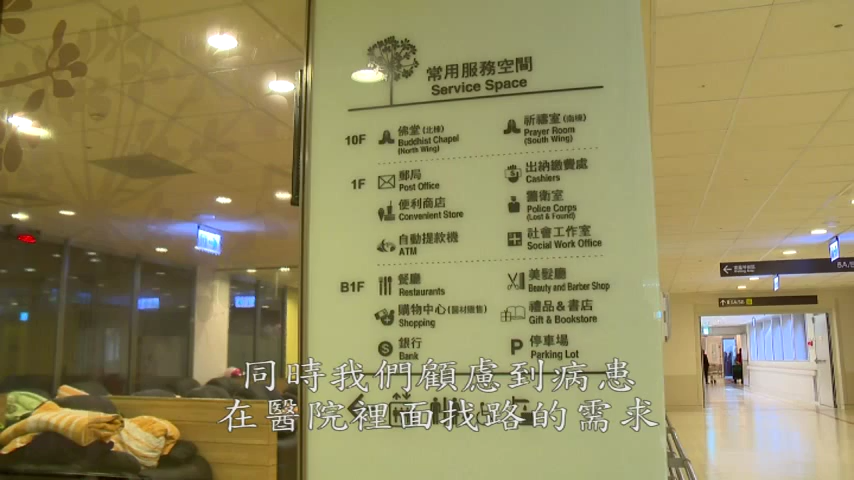 常用服務空間
Service Space
10F
佛堂(北棟)
Buddhist Chapel
(North Wing)
祈禱室(南棟)
Prayer Room
(South Wing)
1F
郵局
Post Office
出納繳費處
Cashiers
便利商店
Convenient Store
警衛室
Police Corps
(Lost & Found)
自動提款機
ATM
社會工作室
Social Work Office
B1F
餐廳
Restaurants
美髮廳
Beauty and Barber Shop
購物中心(醫材販售)
Shopping
禮品&書店
Gift & Bookstore
銀行
Bank
停車場
Parking Lot
同時我們顧慮到病患
在醫院裡面找路的需求